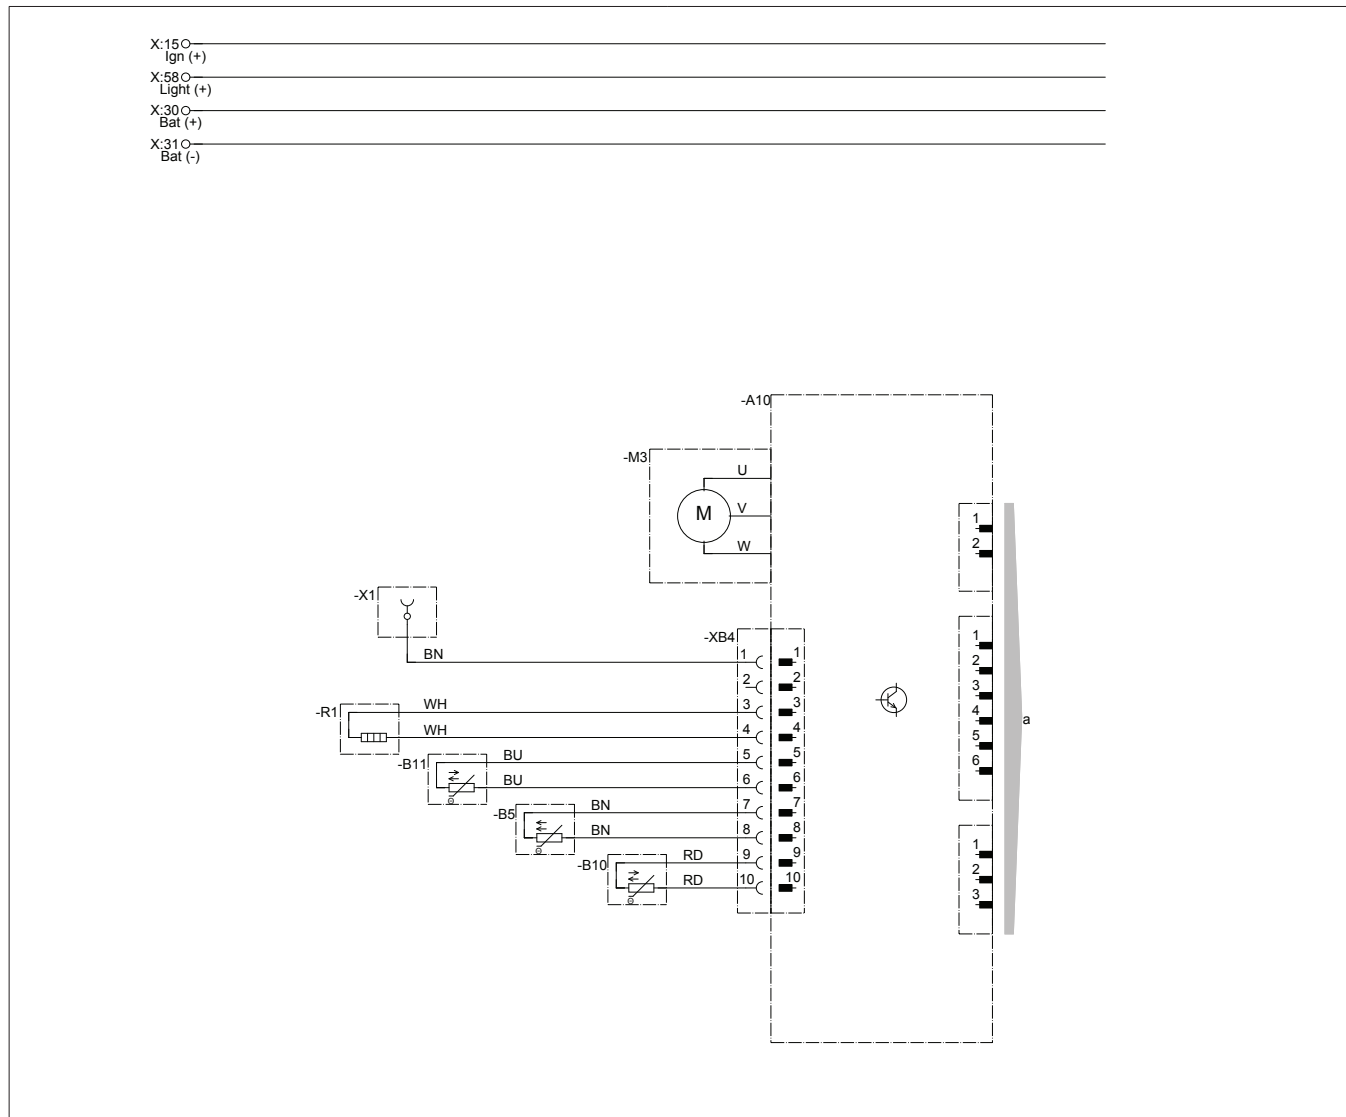 X:15
Ign (+)
X:58
Light (+)
X:30
Bat (+)
X:31
Bat (-)
-A10
-M3
U
M
V
W
1
2
-X1
-XB4
BN
1
1
2
2
-R1
WH
3
3
WH
4
4
-B11
BU
5
5
BU
6
6
-B5
BN
7
7
BN
8
8
-B10
RD
9
9
RD
10
10
1
2
3
4
5
6
a
1
2
3